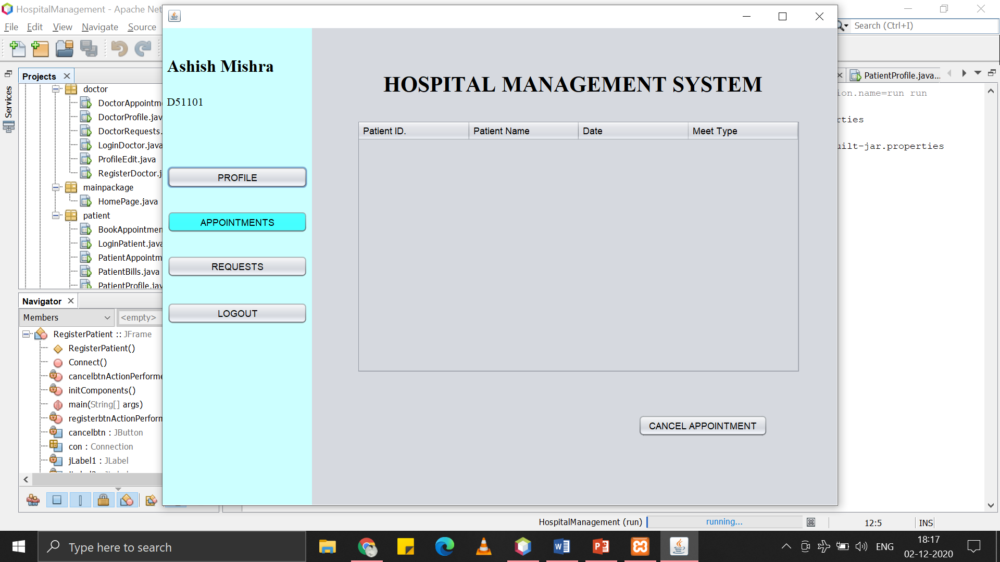 HospitalManagement - Apache Net
File Edit View Navigate Source
Search (Ctrl+I)
Services
Projects
doctor
DoctorAppointm
DoctorProfile.jav
DoctorRequests.
LoginDoctor.java
ProfileEdit.java
RegisterDoctor.j
mainpackage
HomePage.java
patient
BookAppointmen
LoginPatient.java
PatientAppointm
PatientBills.java
PatientProfile.jav
Navigator
Members
<empty>
RegisterPatient :: JFrame
RegisterPatient()
Connect()
cancelbtnActionPerforme
initComponents()
main(String[] args)
registerbtnActionPerform
cancelbtn : JButton
con : Connection
jLabel1 : JLabel
Ashish Mishra
D51101
PROFILE
APPOINTMENTS
REQUESTS
LOGOUT
HOSPITAL MANAGEMENT SYSTEM
Patient ID. Patient Name Date Meet Type
CANCEL APPOINTMENT
PatientProfile.java...
ion.name=run run
rties
uilt-jar.properties
HospitalManagement (run) running... 12:5 INS
Type here to search
ENG
18:17
02-12-2020